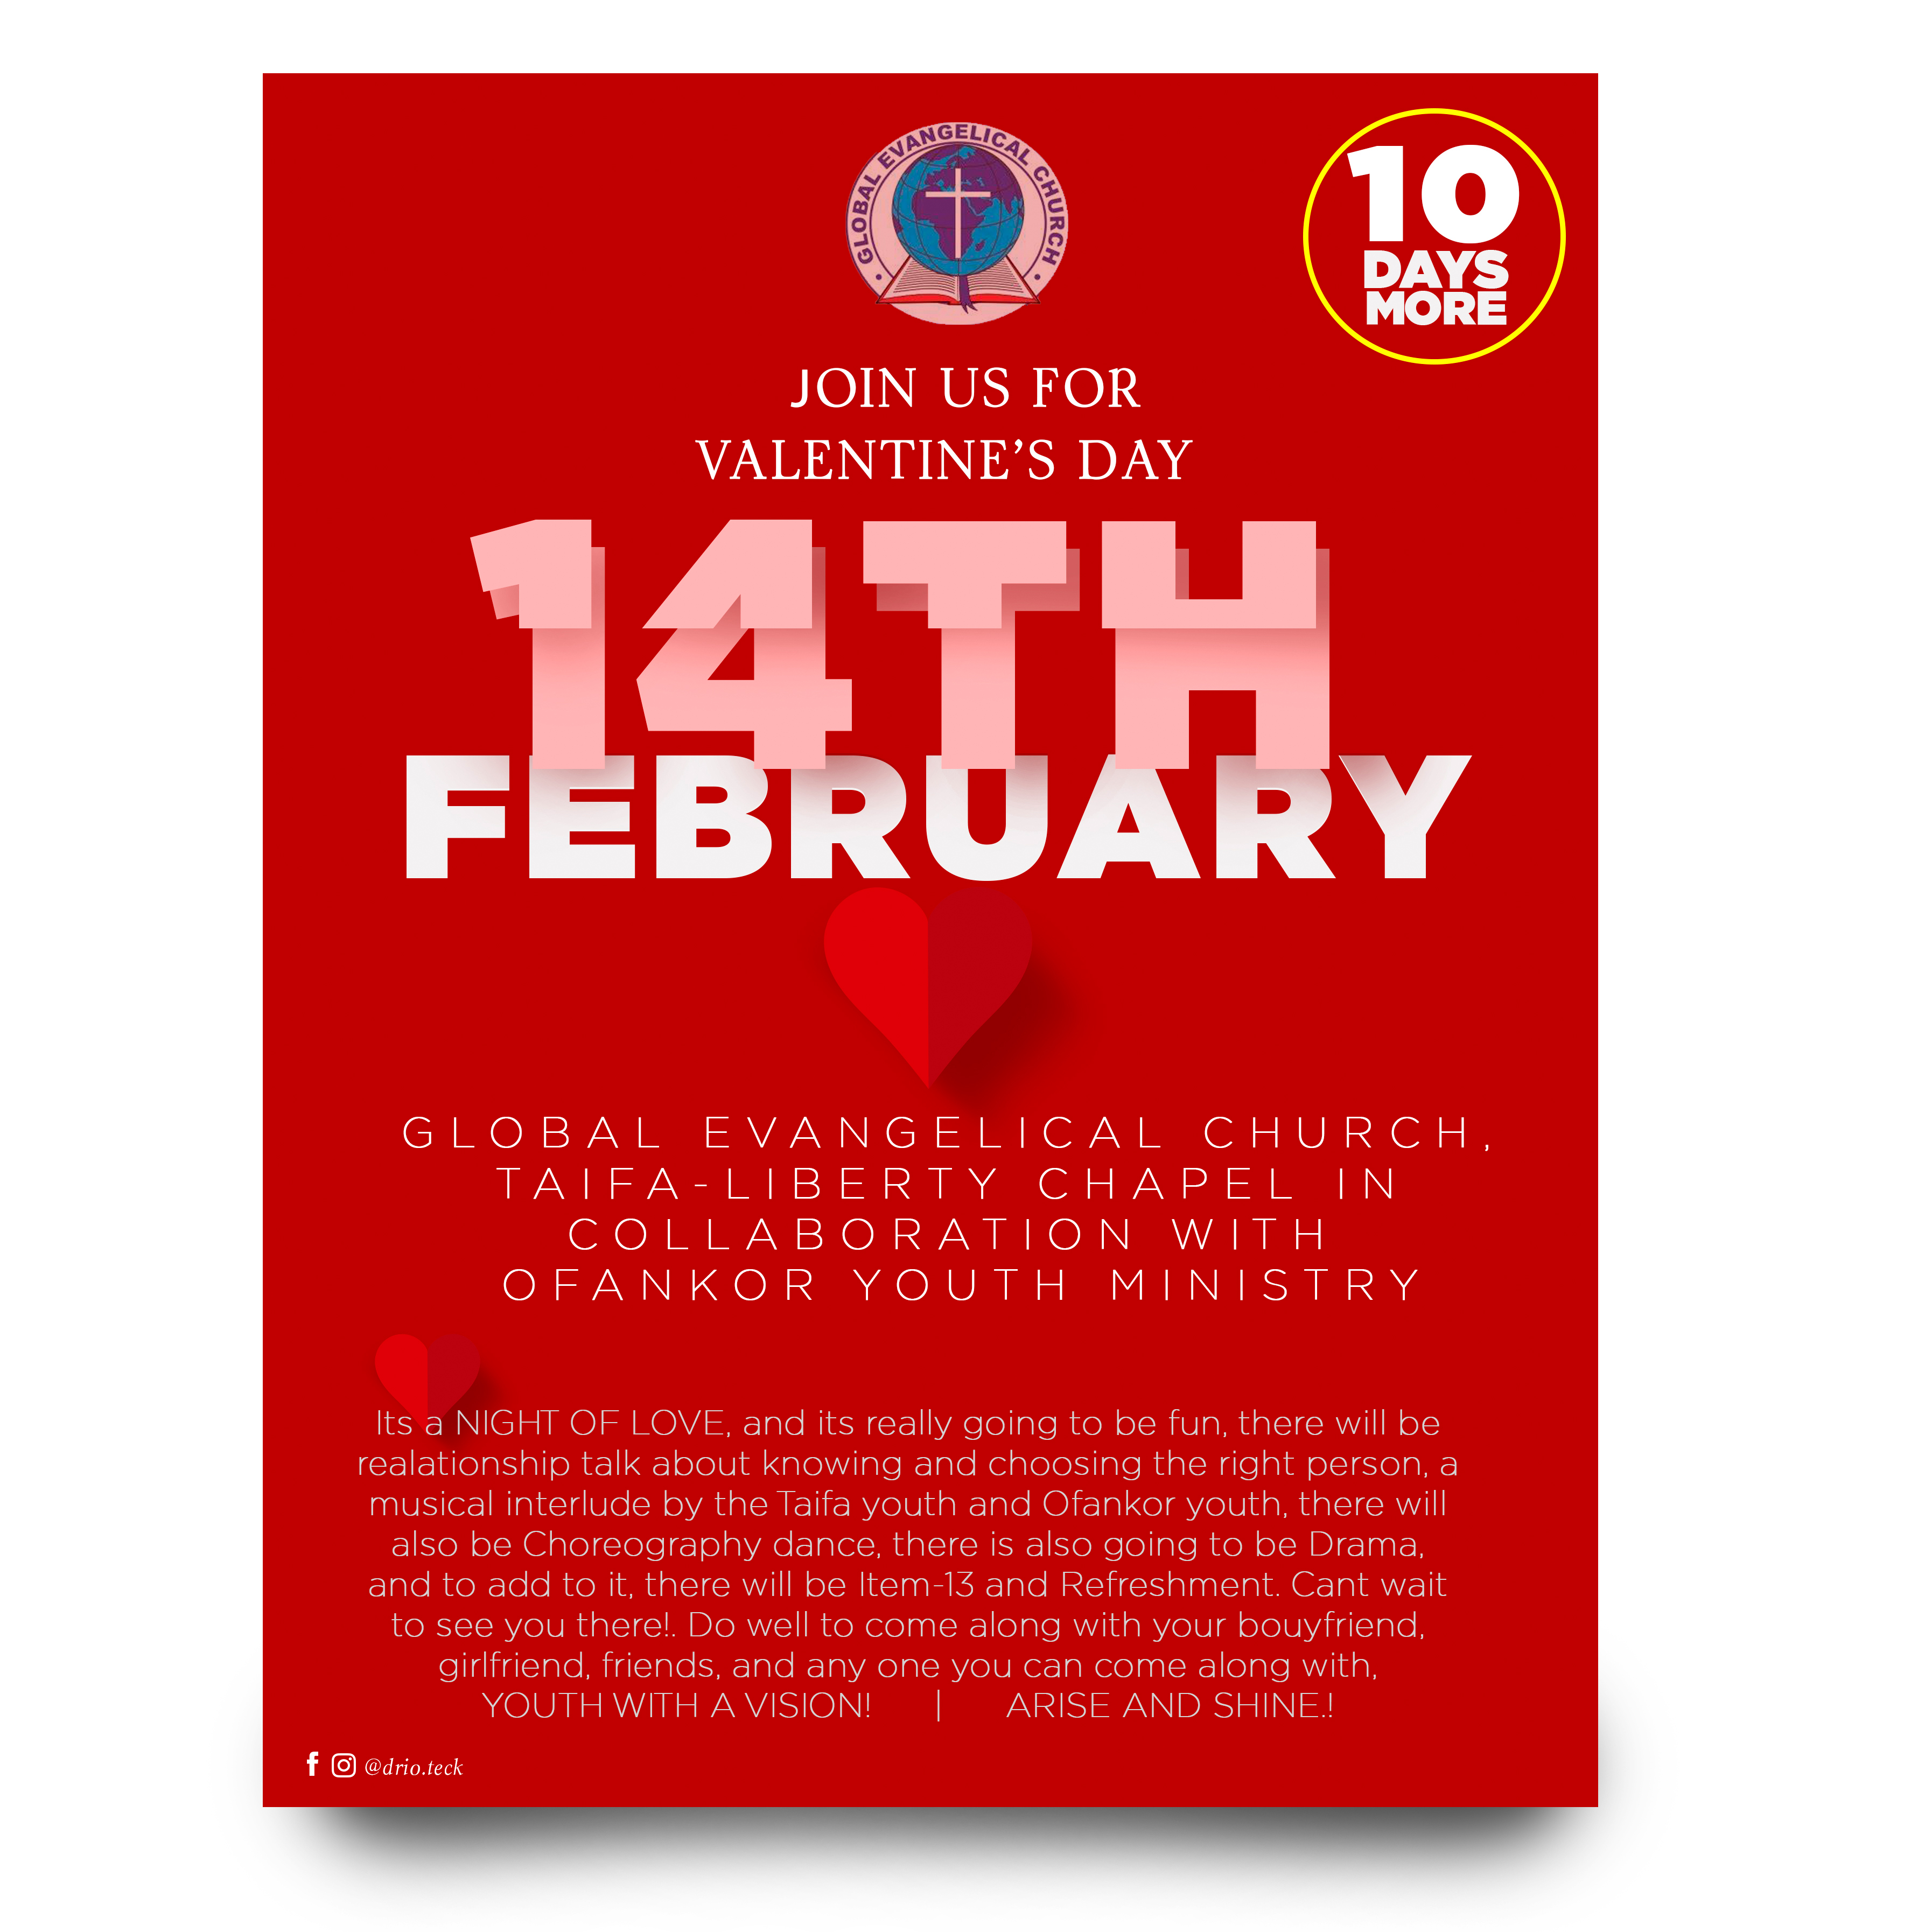 GLOBAL EVANGELICAL CHURCH
10
DAYS
MORE
JOIN US FOR
VALENTINE’S DAY
14TH
FEBRUARY
GLOBAL EVANGELICAL CHURCH,
TAIFA-LIBERTY CHAPEL IN
COLLABORATION WITH
OFANKOR YOUTH MINISTRY
Its a NIGHT OF LOVE, and its really going to be fun, there will be
realationship talk about knowing and choosing the right person, a
musical interlude by the Taifa youth and Ofankor youth, there will
also be Choreography dance, there is also going to be Drama,
and to add to it, there will be Item-13 and Refreshment. Cant wait
to see you there!. Do well to come along with your bouyfriend,
girlfriend, friends, and any one you can come along with,
YOUTH WITH A VISION! | ARISE AND SHINE.!
@drio.teck